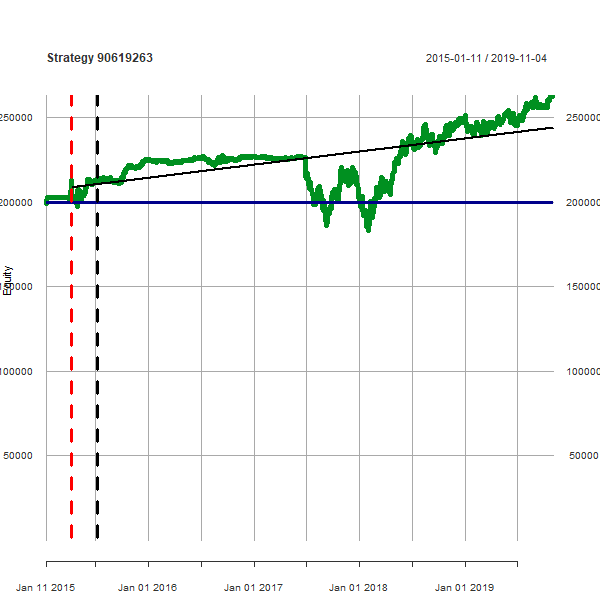 Strategy 90619263
2015-01-11 / 2019-11-04
250000
250000
200000
200000
Equity
150000
150000
100000
100000
50000
50000
Jan 11 2015
Jan 01 2016
Jan 01 2017
Jan 01 2018
Jan 01 2019